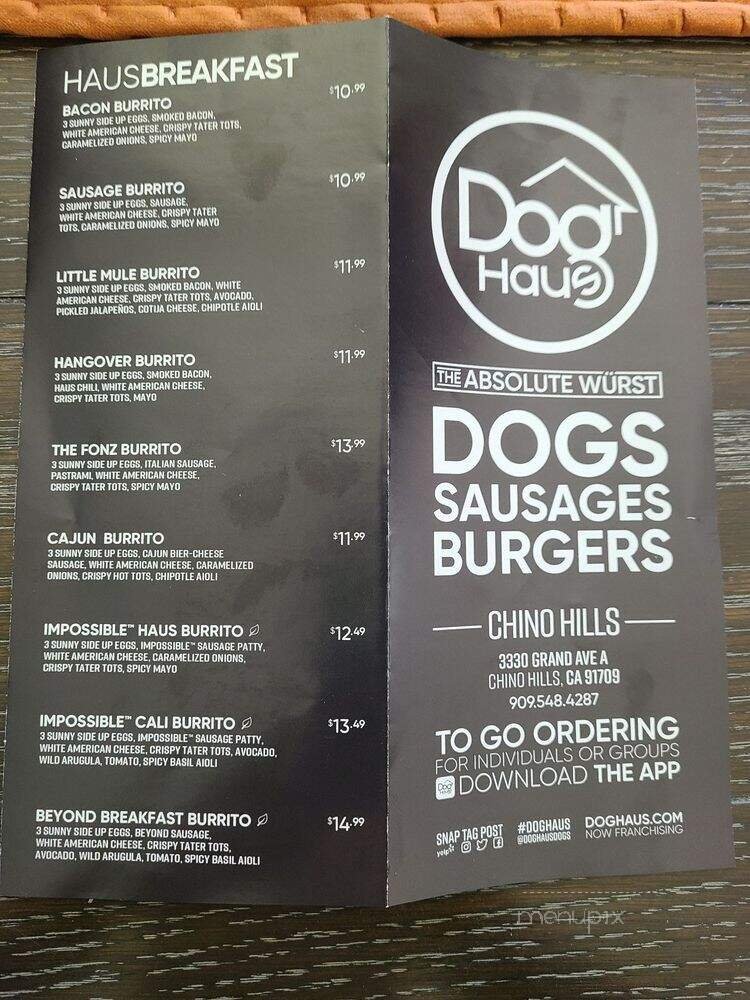 HAUSBREAKFAST
BACON BURRITO $10.99
3 SUNNY SIDE UP EGGS, SMOKED BACON,
WHITE AMERICAN CHEESE, CRISPY TATER TOTS,
CARAMELIZED ONIONS, SPICY MAYO
SAUSAGE BURRITO $10.99
3 SUNNY SIDE UP EGGS, SAUSAGE,
WHITE AMERICAN CHEESE, CRISPY TATER
TOTS, CARAMELIZED ONIONS, SPICY MAYO
LITTLE MULE BURRITO $11.99
3 SUNNY SIDE UP EGGS, SMOKED BACON, WHITE
AMERICAN CHEESE, CRISPY TATER TOTS, AVOCADO,
PICKLED JALAPEÑOS, COTIJA CHEESE, CHIPOTLE AIOLI
HANGOVER BURRITO $11.99
3 SUNNY SIDE UP EGGS, SMOKED BACON,
HAUS CHILI, WHITE AMERICAN CHEESE,
CRISPY TATER TOTS, MAYO
THE FONZ BURRITO $13.99
3 SUNNY SIDE UP EGGS, ITALIAN SAUSAGE,
PASTRAMI, WHITE AMERICAN CHEESE,
CRISPY TATER TOTS, SPICY MAYO
CAJUN BURRITO $11.99
3 SUNNY SIDE UP EGGS, CAJUN BIER-CHEESE
SAUSAGE, WHITE AMERICAN CHEESE, CARAMELIZED
ONIONS, CRISPY HOT TOTS, CHIPOTLE AIOLI
IMPOSSIBLE™ HAUS BURRITO $12.49
3 SUNNY SIDE UP EGGS, IMPOSSIBLE™ SAUSAGE PATTY,
WHITE AMERICAN CHEESE, CARAMELIZED ONIONS,
CRISPY TATER TOTS, SPICY MAYO
IMPOSSIBLE™ CALI BURRITO $13.49
3 SUNNY SIDE UP EGGS, IMPOSSIBLE™ SAUSAGE PATTY,
WHITE AMERICAN CHEESE, CRISPY TATER TOTS, AVOCADO,
WILD ARUGULA, TOMATO, SPICY BASIL AIOLI
BEYOND BREAKFAST BURRITO $14.99
3 SUNNY SIDE UP EGGS, BEYOND SAUSAGE,
WHITE AMERICAN CHEESE, CRISPY TATER TOTS,
AVOCADO, WILD ARUGULA, TOMATO, SPICY BASIL AIOLI
Dog
Haus
THE ABSOLUTE WÜRST
DOGS
SAUSAGES
BURGERS
CHINO HILLS
3330 GRAND AVE A
CHINO HILLS, CA 91709
909.548.4287
TO GO ORDERING
FOR INDIVIDUALS OR GROUPS
DOWNLOAD THE APP
SNAP TAG POST
yelp
#DOGHAUS
@DOGHAUSDOGS
DOGHAUS.COM
NOW FRANCHISING
menupix